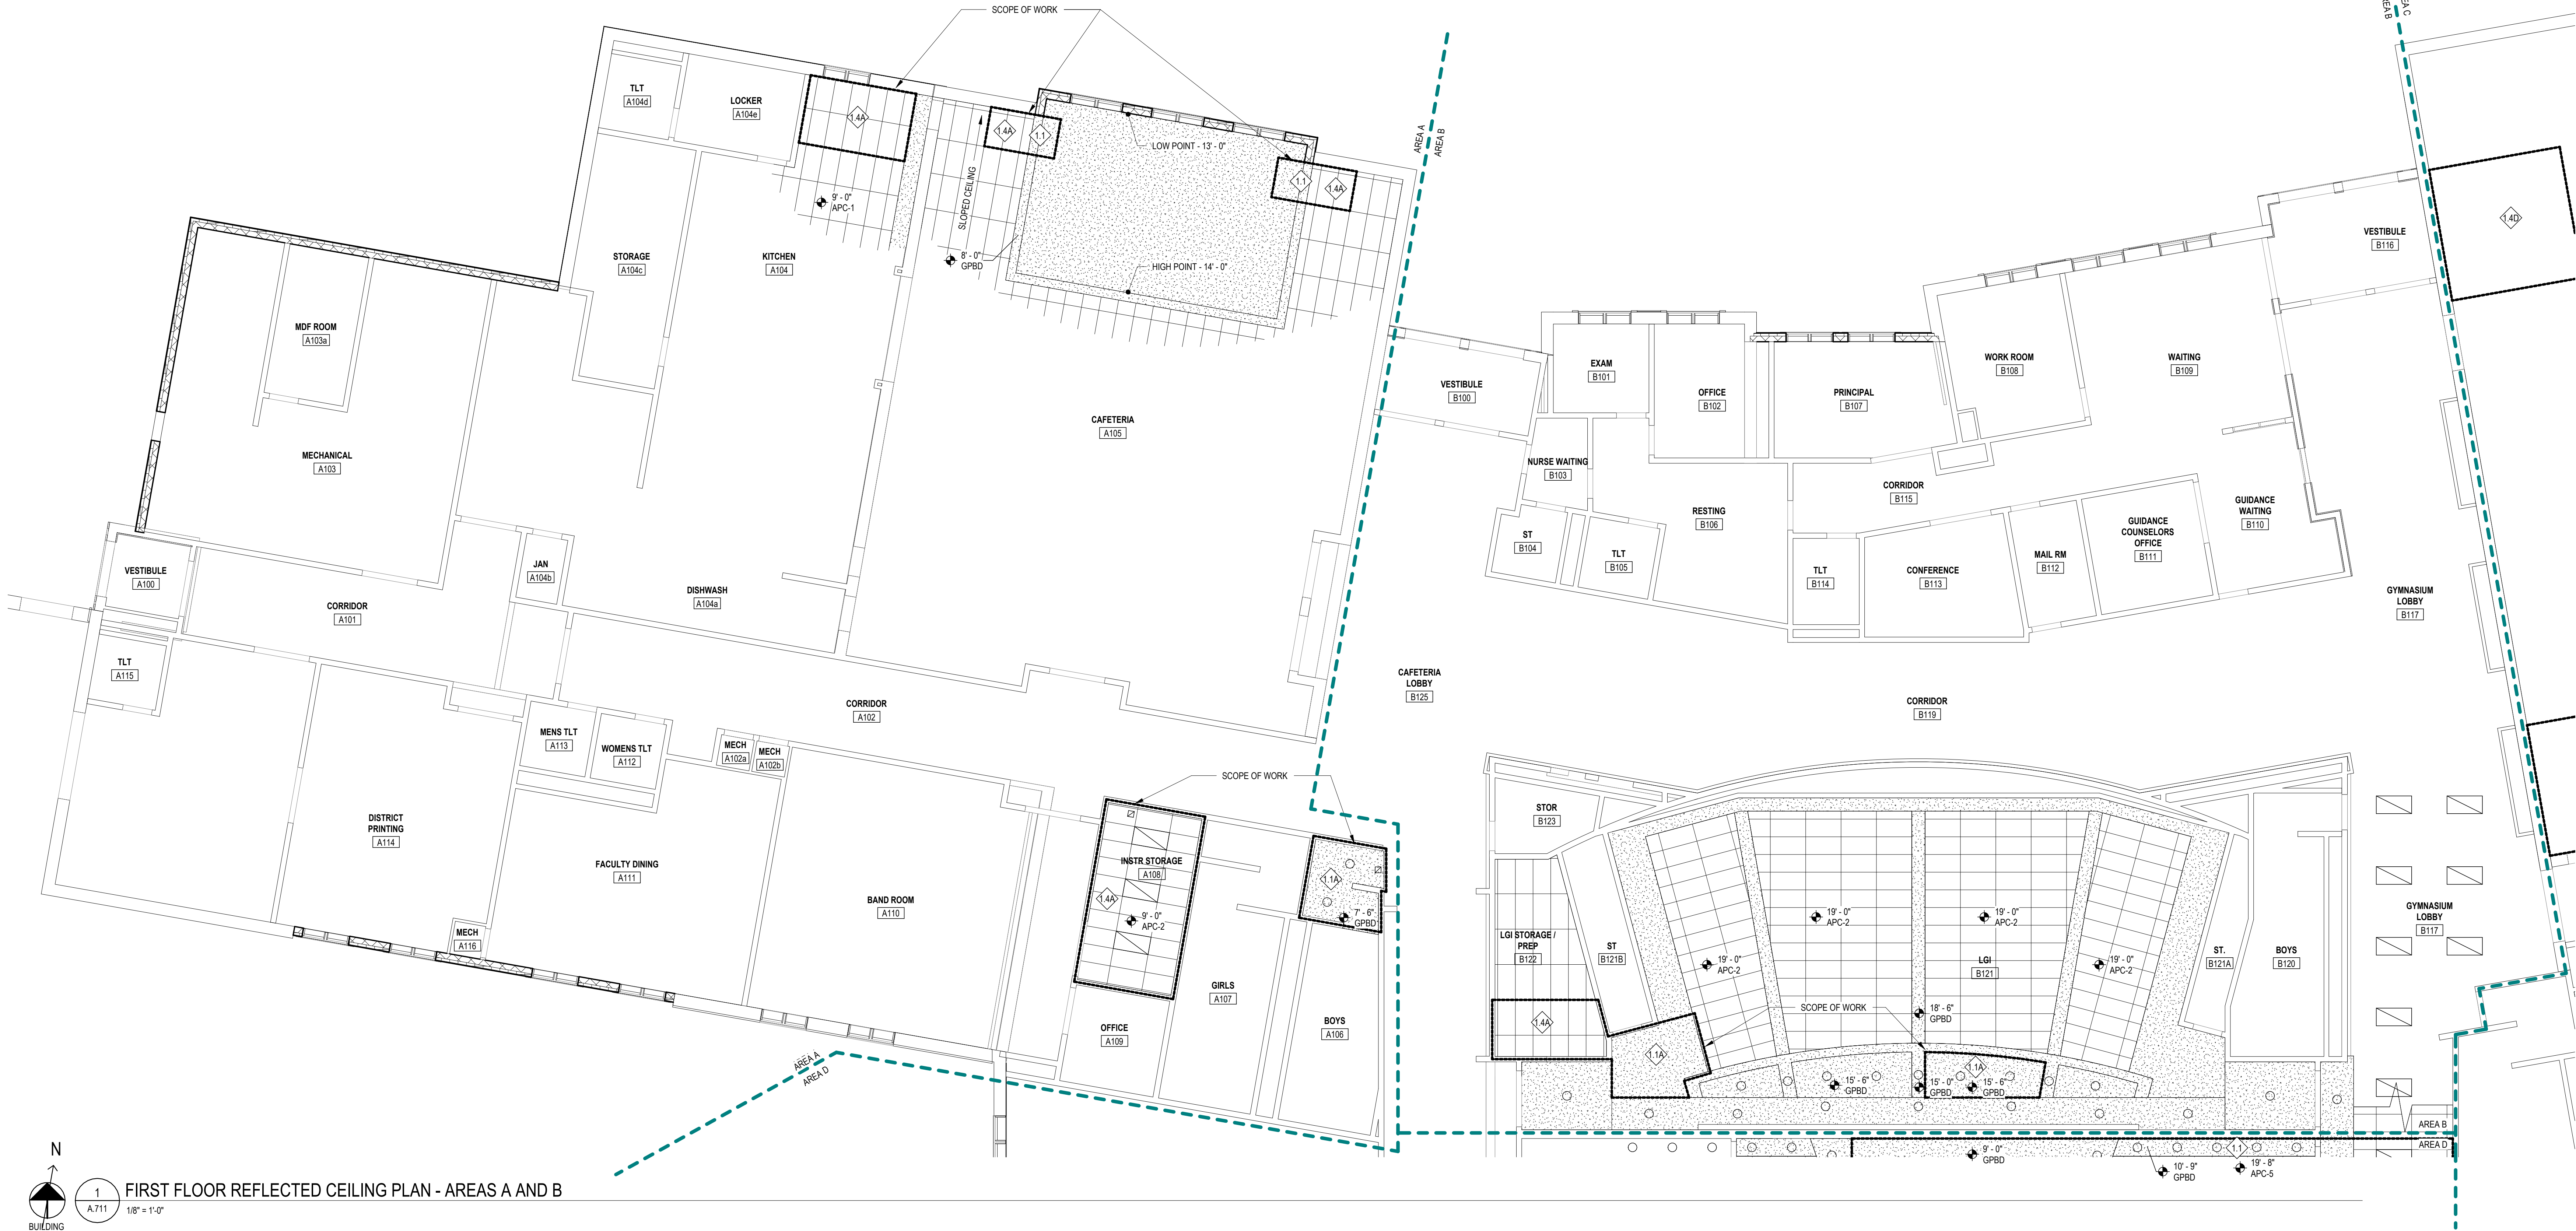 SCOPE OF WORK
AREA B
AREA C
TLT
A104d
LOCKER
A104e
1.4A
1.4A
1.1
LOW POINT - 13' - 0"
AREA A
AREA B
1.1
1.4A
9' - 0"
APC-1
SLOPED CEILING
8' - 0"
GPBD
HIGH POINT - 14' - 0"
STORAGE
A104c
KITCHEN
A104
VESTIBULE
B116
1.4D
MDF ROOM
A103a
MECHANICAL
A103
CAFETERIA
A105
VESTIBULE
B100
EXAM
B101
OFFICE
B102
PRINCIPAL
B107
WORK ROOM
B108
WAITING
B109
NURSE WAITING
B103
CORRIDOR
B115
RESTING
B106
GUIDANCE
WAITING
B110
ST
B104
TLT
B105
TLT
B114
CONFERENCE
B113
MAIL RM
B112
GUIDANCE
COUNSELORS
OFFICE
B111
VESTIBULE
A100
JAN
A104b
DISHWASH
A104a
CORRIDOR
A101
GYMNASIUM
LOBBY
B117
TLT
A115
CAFETERIA
LOBBY
B125
CORRIDOR
A102
CORRIDOR
B119
MENS TLT
A113
WOMENS TLT
A112
MECH
A102a
MECH
A102b
SCOPE OF WORK
DISTRICT
PRINTING
A114
FACULTY DINING
A111
BAND ROOM
A110
INSTR STORAGE
A108
1.4A
9' - 0"
APC-2
1.1A
7' - 6"
GPBD
MECH
A116
GIRLS
A107
OFFICE
A109
BOYS
A106
STOR
B123
LGI STORAGE /
PREP
B122
ST
B121B
19' - 0"
APC-2
19' - 0"
APC-2
19' - 0"
APC-2
LGI
B121
19' - 0"
APC-2
ST.
B121A
BOYS
B120
GYMNASIUM
LOBBY
B117
SCOPE OF WORK
18' - 6"
GPBD
1.4A
1.1A
1.1A
15' - 6"
GPBD
15' - 0"
GPBD
15' - 6"
GPBD
AREA A
AREA D
AREA B
AREA D
9' - 0"
GPBD
1.1
10' - 9"
GPBD
19' - 8"
APC-5
N
BUILDING
1
A.711
FIRST FLOOR REFLECTED CEILING PLAN - AREAS A AND B
1/8" = 1'-0"